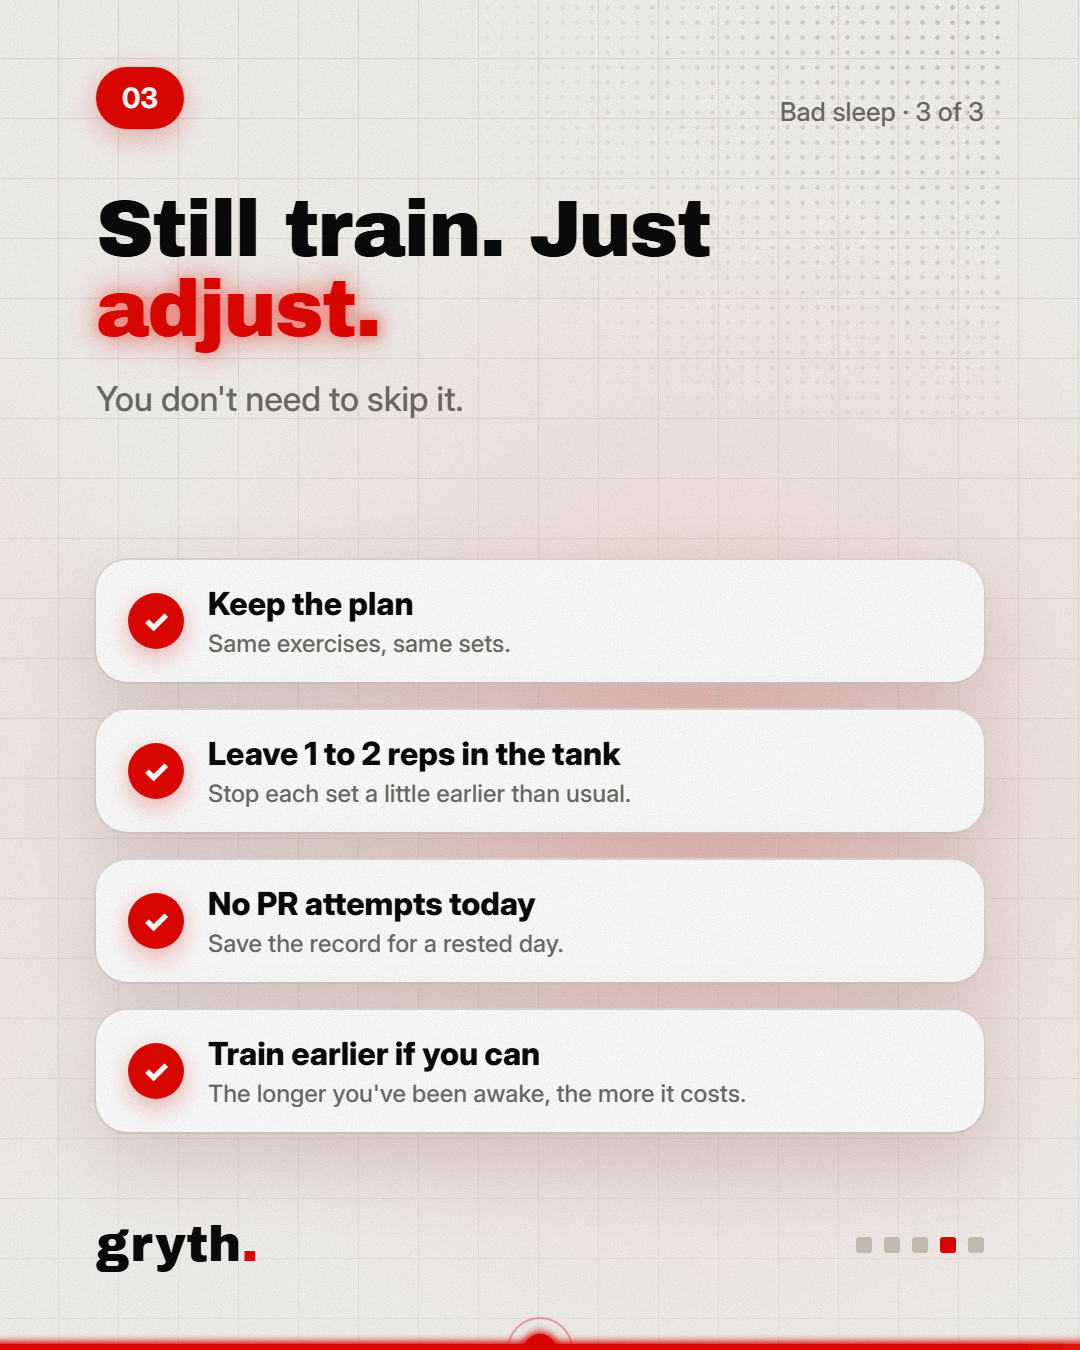 03
Bad sleep · 3 of 3
Still train. Just
adjust.
You don't need to skip it.
Keep the plan
Same exercises, same sets.
Leave 1 to 2 reps in the tank
Stop each set a little earlier than usual.
No PR attempts today
Save the record for a rested day.
Train earlier if you can
The longer you've been awake, the more it costs.
gryth.